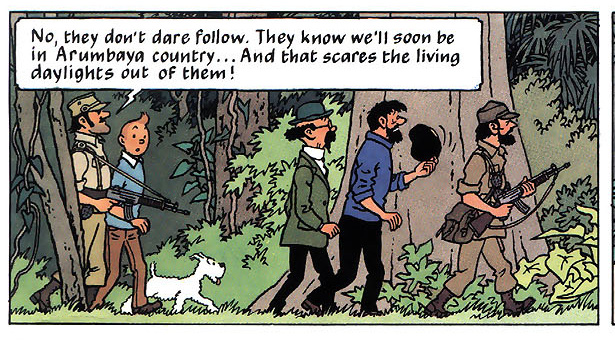 No, they don't dare follow. They know we'll soon be
in Arumbaya country... And that scares the living
daylights out of them!